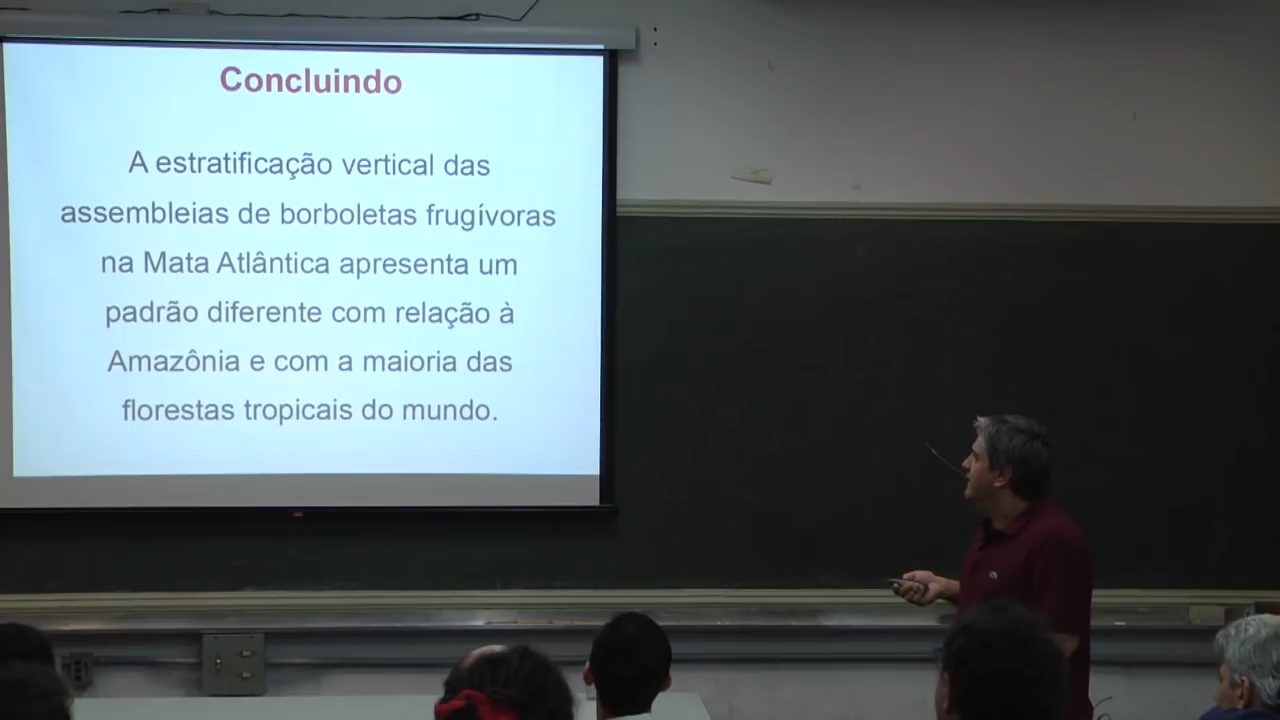 Concluindo
A estratificação vertical das
assembleias de borboletas frugívoras
na Mata Atlântica apresenta um
padrão diferente com relação à
Amazônia e com a maioria das
florestas tropicais do mundo.